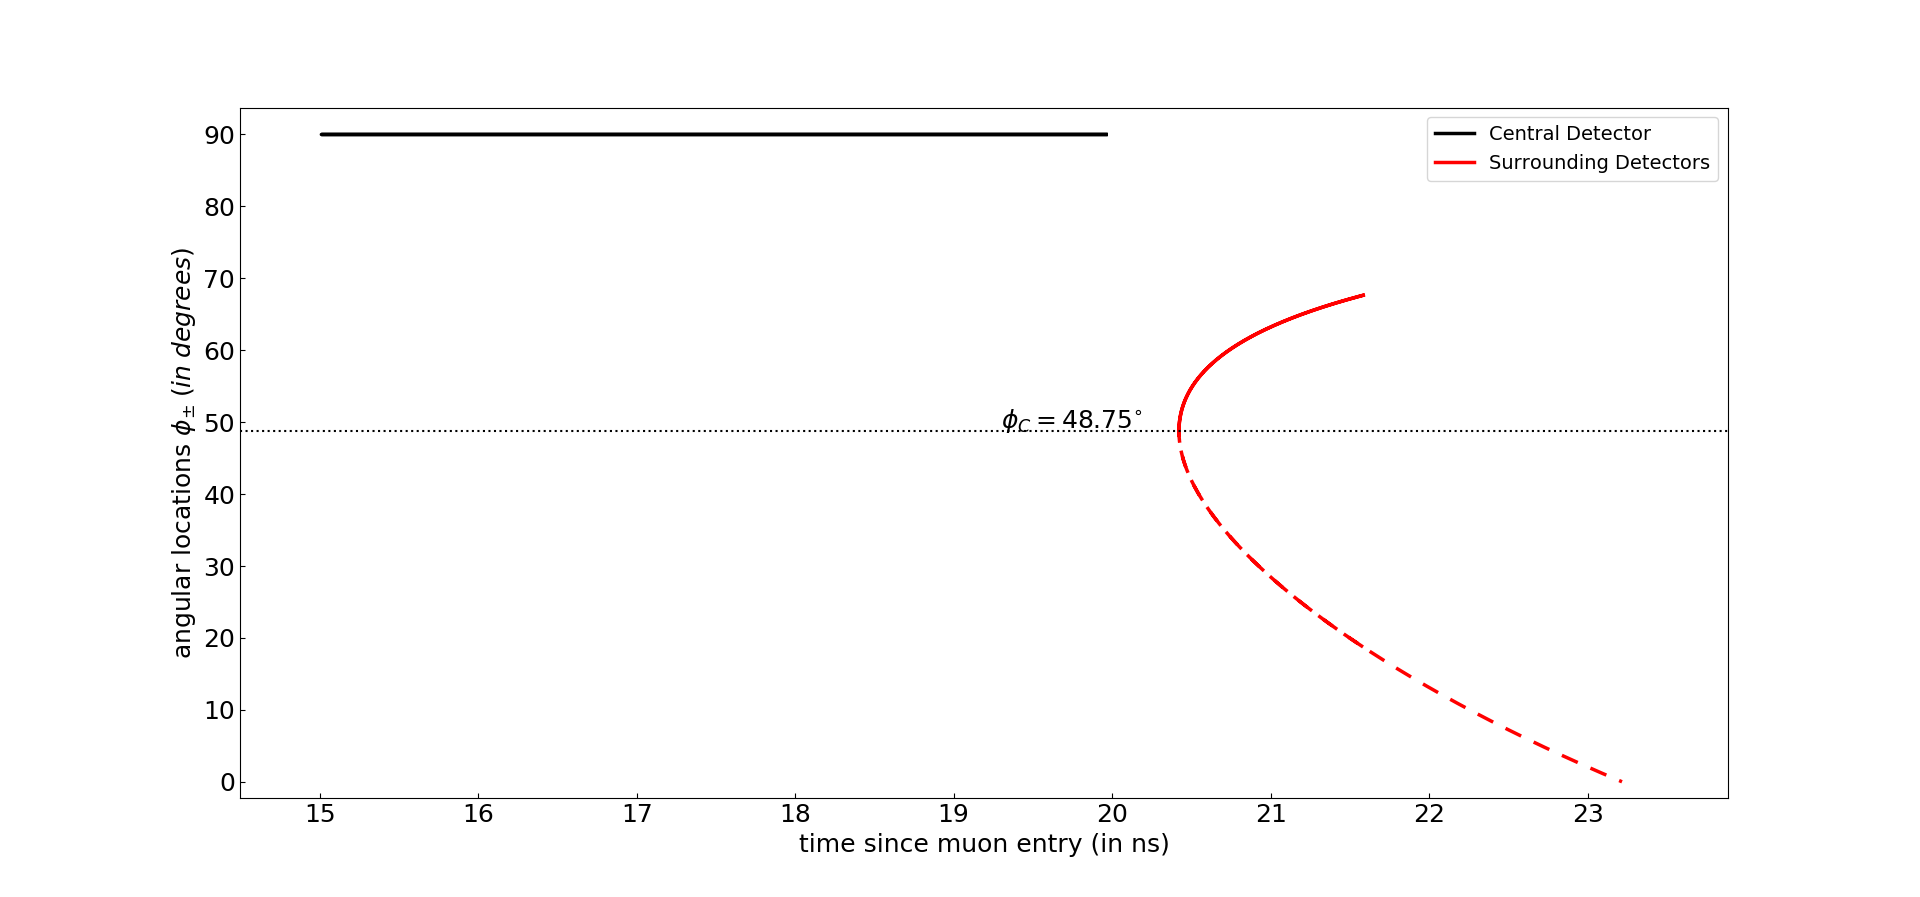 Central Detector
Surrounding Detectors
90
80
70
60
50
40
30
20
10
0
angular locations ϕ± (in degrees)
ϕC = 48.75°
15 16 17 18 19 20 21 22 23
time since muon entry (in ns)